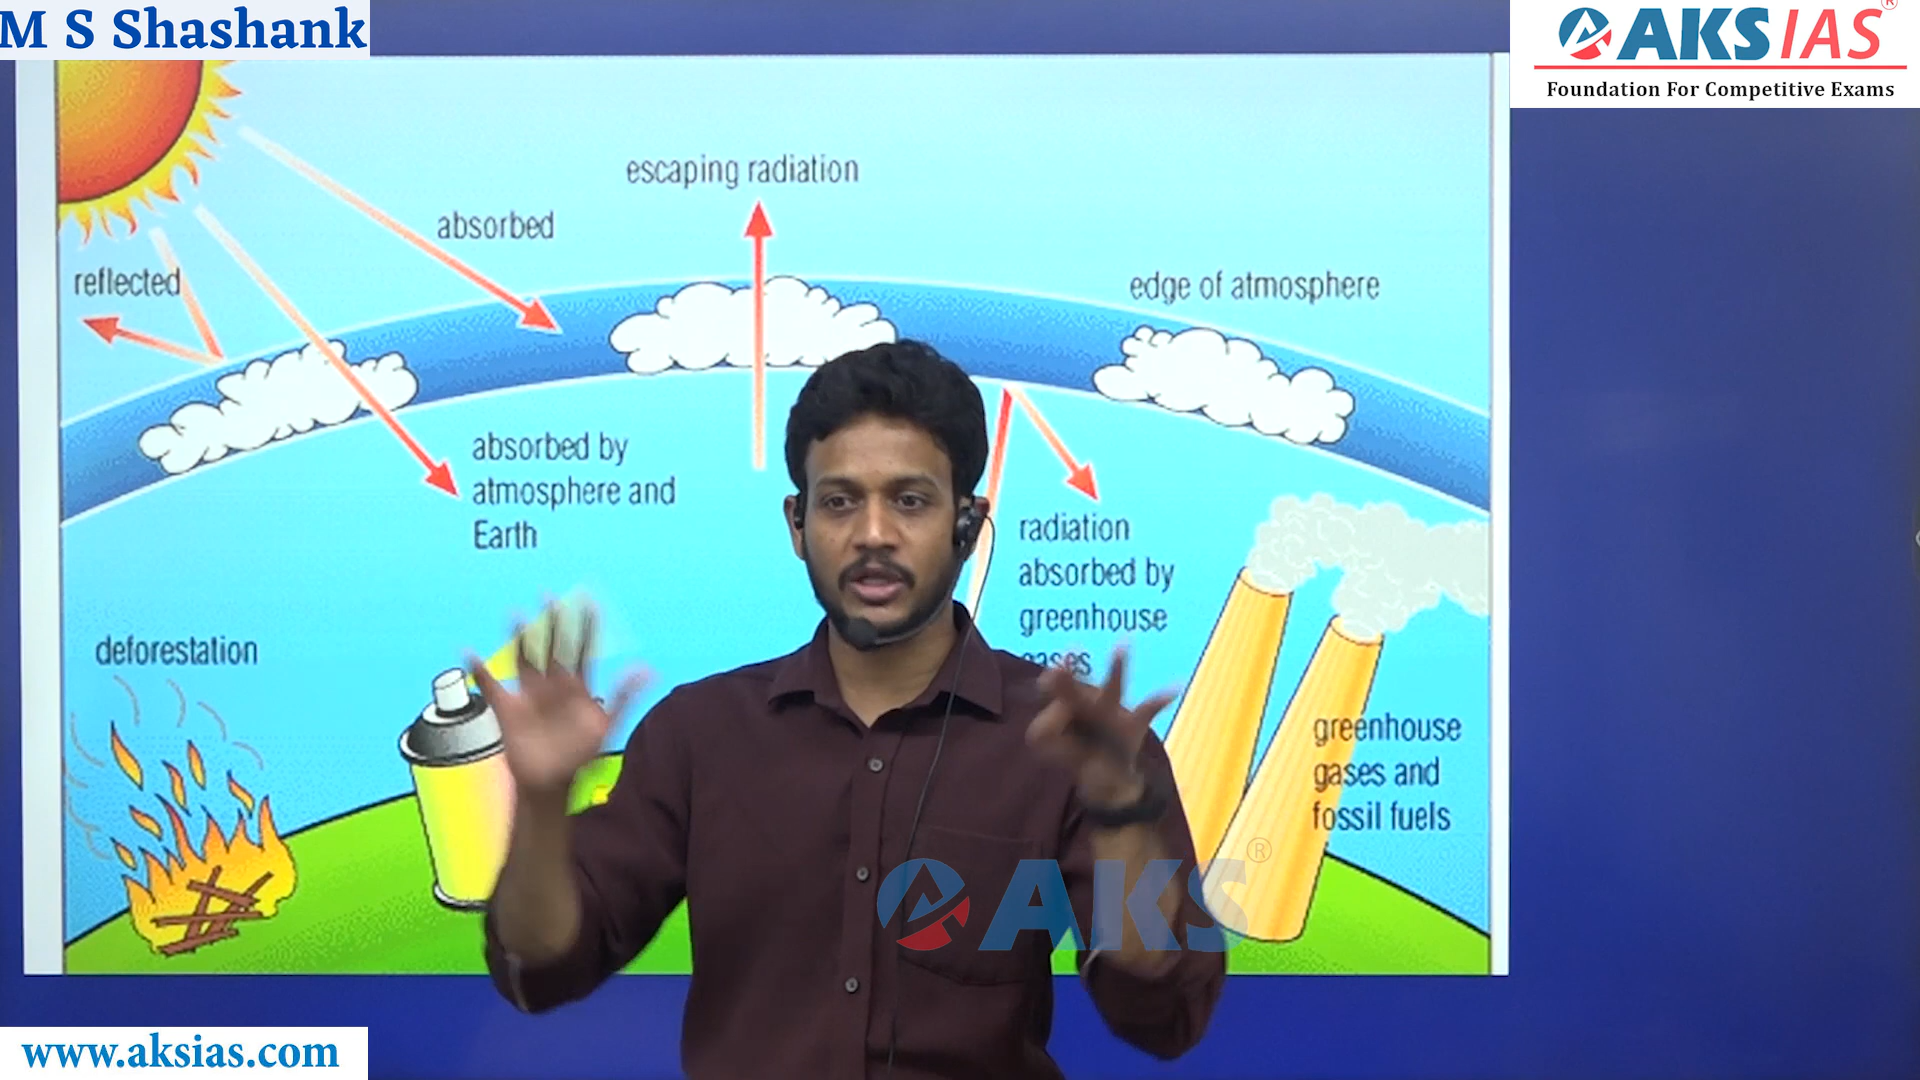 M S Shashank
AKS IAS®
Foundation For Competitive Exams
escaping radiation
absorbed
reflected
edge of atmosphere
absorbed by
atmosphere and
Earth
radiation
absorbed by
greenhouse
gases
deforestation
greenhouse
gases and
fossil fuels
AKS®
www.aksias.com